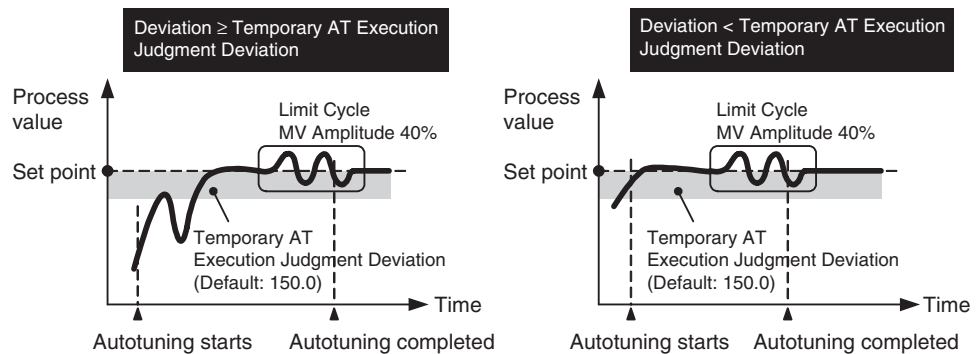 Deviation ≥ Temporary AT Execution
Judgment Deviation
Process
value
Limit Cycle
MV Amplitude 40%
Set point
Temporary AT
Execution Judgment Deviation
(Default: 150.0)
Time
Autotuning starts
Autotuning completed
Deviation < Temporary AT Execution
Judgment Deviation
Process
value
Limit Cycle
MV Amplitude 40%
Set point
Temporary AT
Execution Judgment Deviation
(Default: 150.0)
Time
Autotuning starts
Autotuning completed